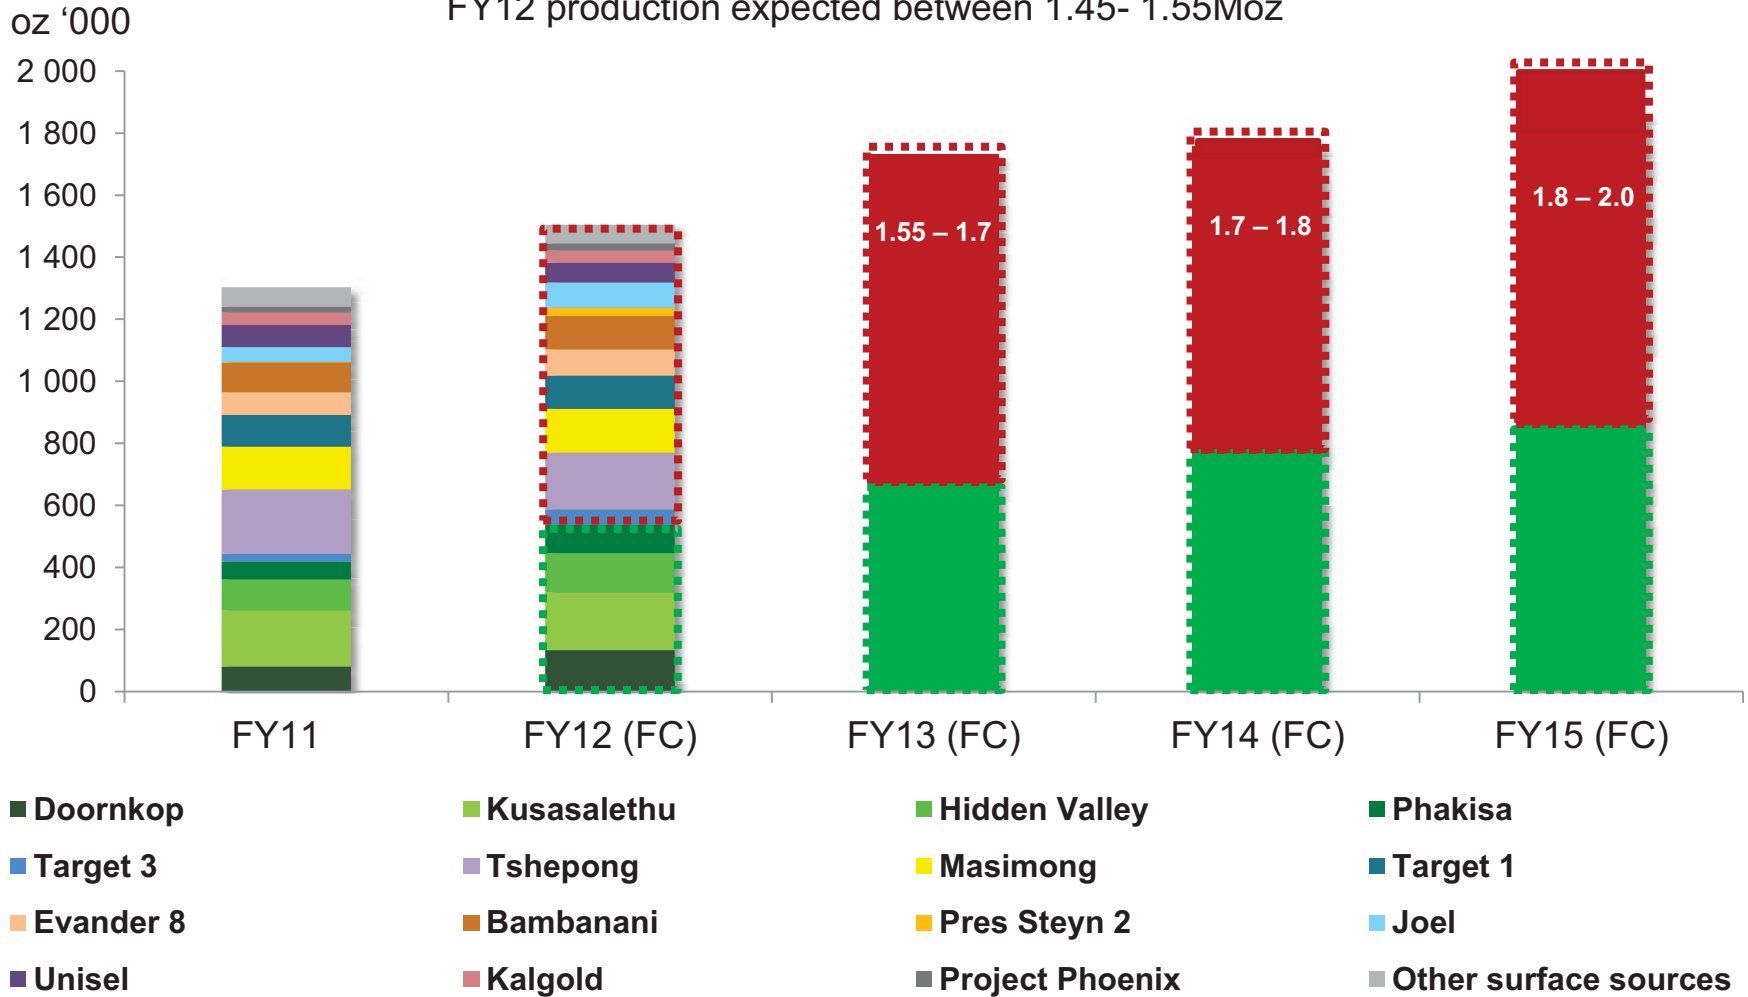 FY12 production expected between 1.45- 1.55Moz
oz ‘000
2 000
1 800
1 600
1 400
1 200
1 000
800
600
400
200
0
1.55 – 1.7
1.7 – 1.8
1.8 – 2.0
FY11 FY12 (FC) FY13 (FC) FY14 (FC) FY15 (FC)
Doornkop Kusasalethu Hidden Valley Phakisa
Target 3 Tshepong Masimong Target 1
Evander 8 Bambanani Pres Steyn 2 Joel
Unisel Kalgold Project Phoenix Other surface sources